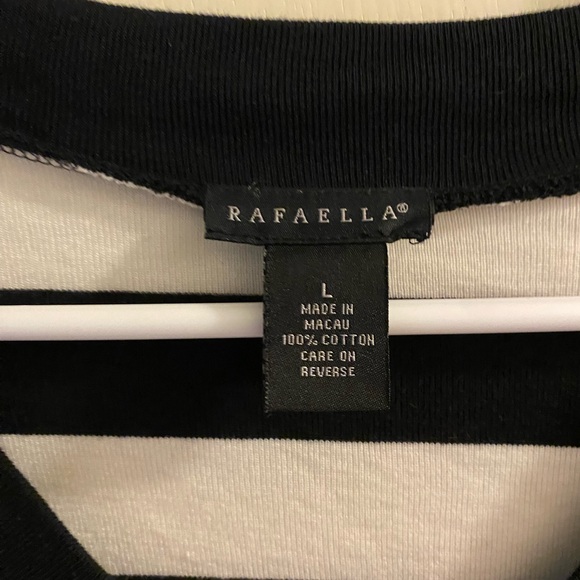 RAFAELLA®
L
MADE IN
MACAU
100% COTTON
CARE ON
REVERSE